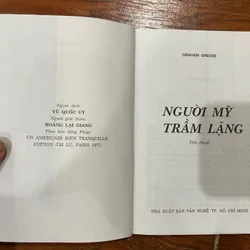 Người dịch
VŨ QUỐC UY
Người giới thiệu
HOÀNG LẠI GIANG
Theo bản tiếng Pháp
UN AMERICAIN BIEN TRANQUILLE
EDITION J'AI LU, PARIS 1973
GRAHAM GREENE
NGƯỜI MỸ
TRẦM LẶNG
Tiểu thuyết
NHÀ XUẤT BẢN VĂN NGHỆ TP. HỒ CHÍ MINH